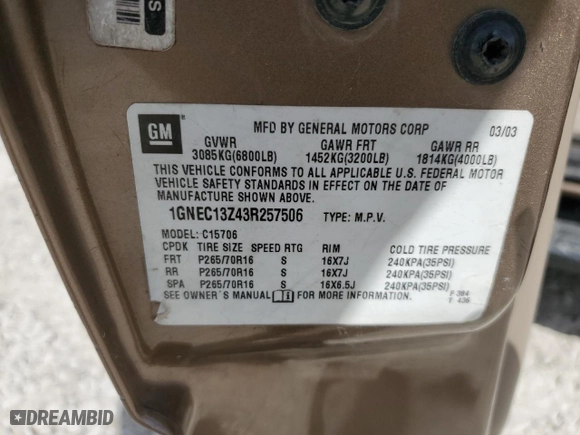 S
GM
MFD BY GENERAL MOTORS CORP 03/03
GVWR GAWR FRT GAWR RR
3085KG(6800LB) 1452KG(3200LB) 1814KG(4000LB)
THIS VEHICLE CONFORMS TO ALL APPLICABLE U.S. FEDERAL MOTOR
VEHICLE SAFETY STANDARDS IN EFFECT ON THE DATE OF
MANUFACTURE SHOWN ABOVE.
1GNEC13Z43R257506 TYPE: M.P.V.
MODEL: C15706
CPDK TIRE SIZE SPEED RTG RIM COLD TIRE PRESSURE
FRT P265/70R16 S 16X7J 240KPA(35PSI)
RR P265/70R16 S 16X7J 240KPA(35PSI)
SPA P265/70R16 S 16X6.5J 240KPA(35PSI)
SEE OWNER'S MANUAL i FOR MORE INFORMATION.
DREAMBID